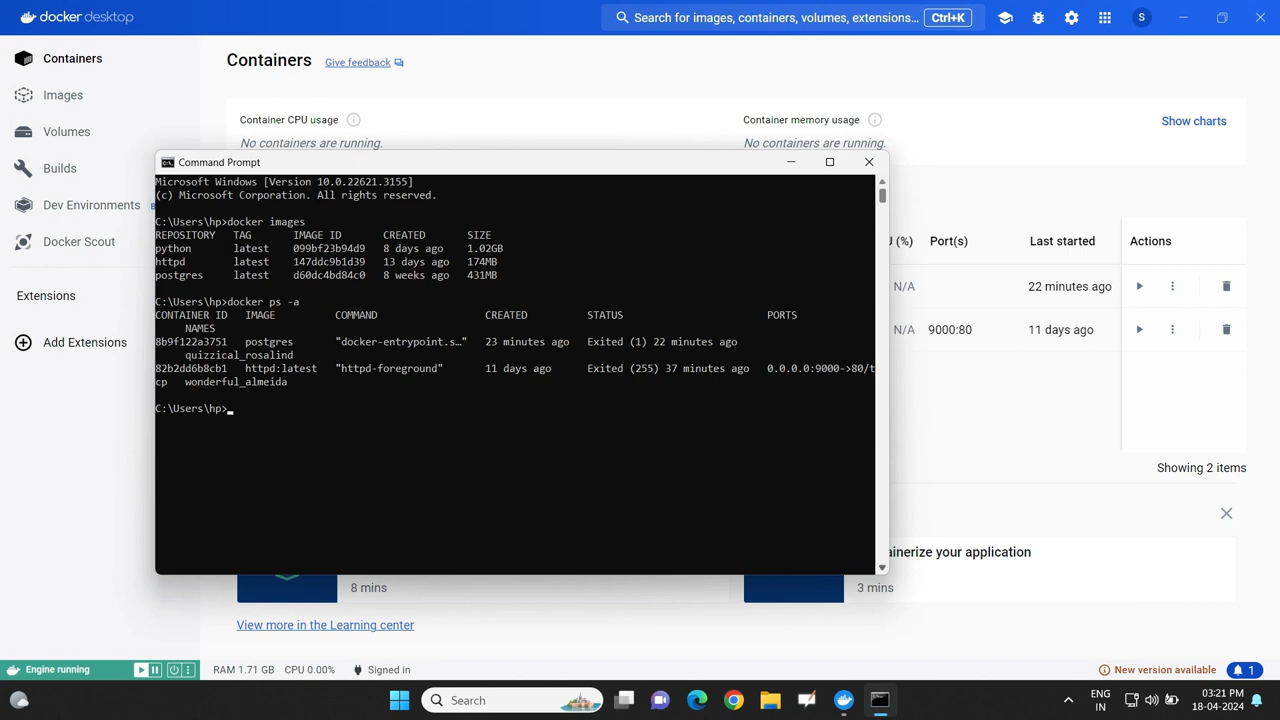 docker desktop
Search for images, containers, volumes, extensions... Ctrl+K
S
Containers
Images
Volumes
Builds
Dev Environments
Docker Scout
Extensions
Add Extensions
Containers Give feedback
Container CPU usage
No containers are running.
Container memory usage
No containers are running.
Show charts
Command Prompt
Microsoft Windows [Version 10.0.22621.3155]
(c) Microsoft Corporation. All rights reserved.
C:\Users\hp>docker images
REPOSITORY TAG IMAGE ID CREATED SIZE
python latest 099bf23b94d9 8 days ago 1.02GB
httpd latest 147ddc9b1d39 13 days ago 174MB
postgres latest d60dc4bd84c0 8 weeks ago 431MB
C:\Users\hp>docker ps -a
CONTAINER ID IMAGE COMMAND CREATED STATUS PORTS
NAMES
8b9f122a3751 postgres "docker-entrypoint.s…" 23 minutes ago Exited (1) 22 minutes ago
quizzical_rosalind
82b2dd6b8cb1 httpd:latest "httpd-foreground" 11 days ago Exited (255) 37 minutes ago 0.0.0.0:9000->80/t
cp wonderful_almeida
C:\Users\hp>
(%) Port(s) Last started Actions
N/A 22 minutes ago
N/A 9000:80 11 days ago
Showing 2 items
ainerize your application
8 mins
3 mins
View more in the Learning center
Engine running
RAM 1.71 GB CPU 0.00% Signed in
New version available
1
Search
ENG
IN
03:21 PM
18-04-2024